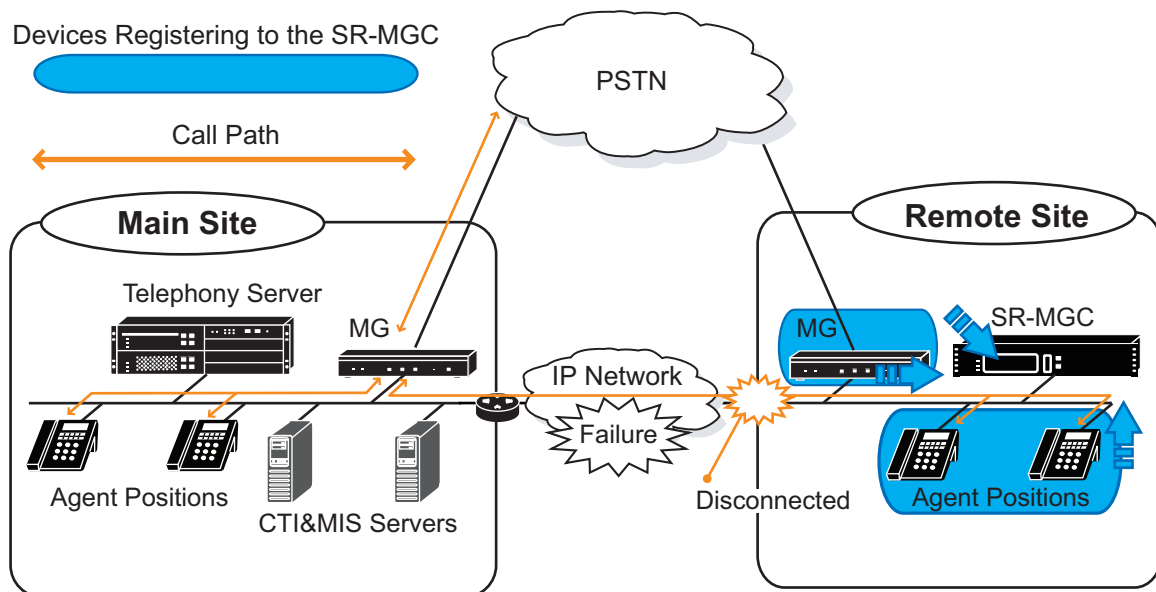 Devices Registering to the SR-MGC
PSTN
Call Path
Main Site
Remote Site
Telephony Server
MG
MG
SR-MGC
IP Network
Failure
Agent Positions
CTI&MIS Servers
Disconnected
Agent Positions